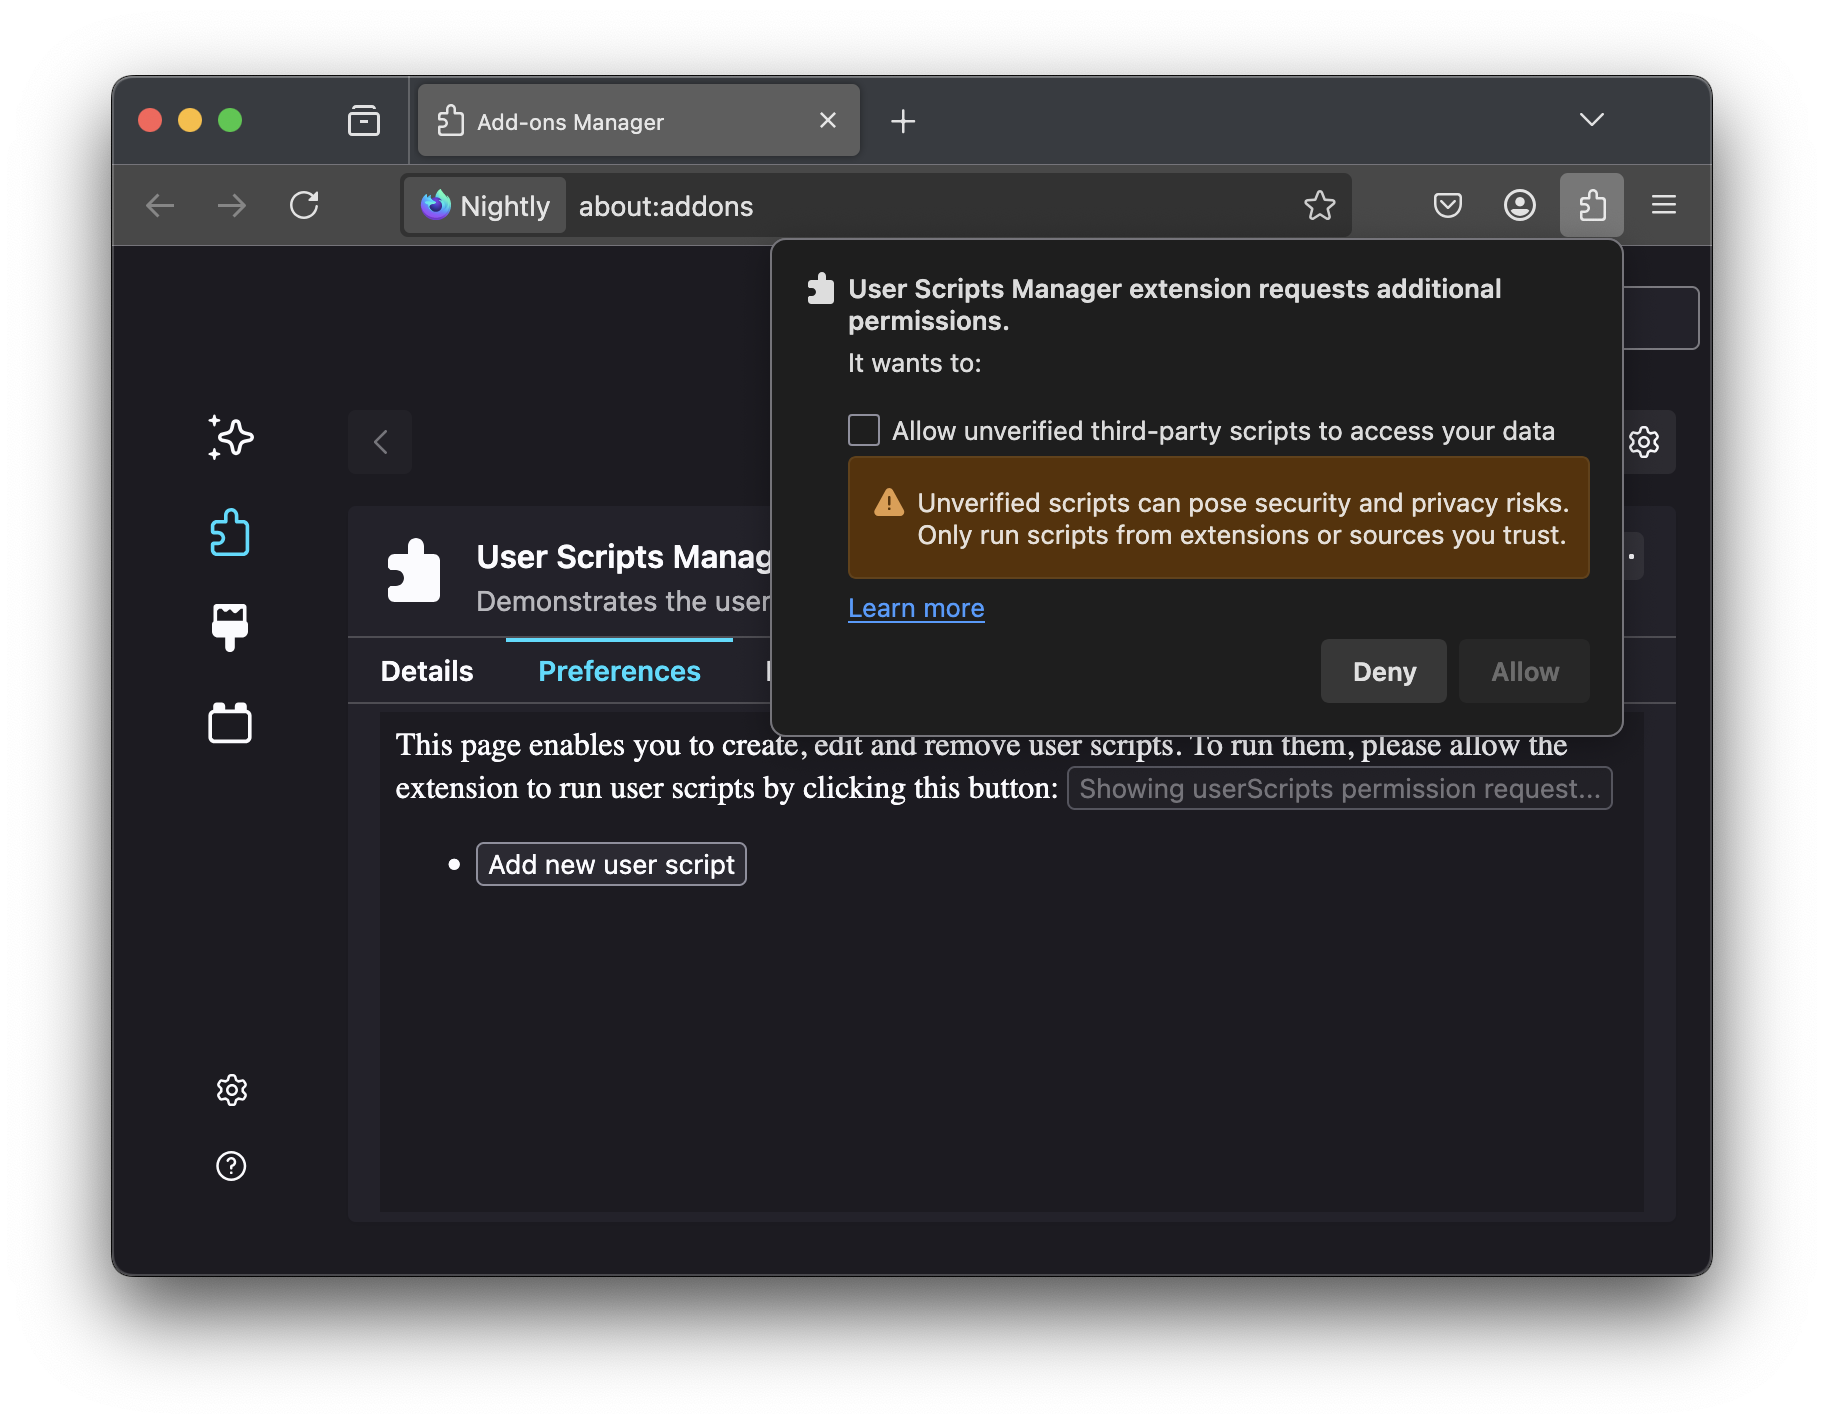 Add-ons Manager
Nightly
about:addons
User Scripts Manager extension requests additional
permissions.
It wants to:
Allow unverified third-party scripts to access your data
Unverified scripts can pose security and privacy risks.
Only run scripts from extensions or sources you trust.
Learn more
Deny
Allow
User Scripts Manag
Demonstrates the user
Details
Preferences
This page enables you to create, edit and remove user scripts. To run them, please allow the
extension to run user scripts by clicking this button:
Showing userScripts permission request...
Add new user script